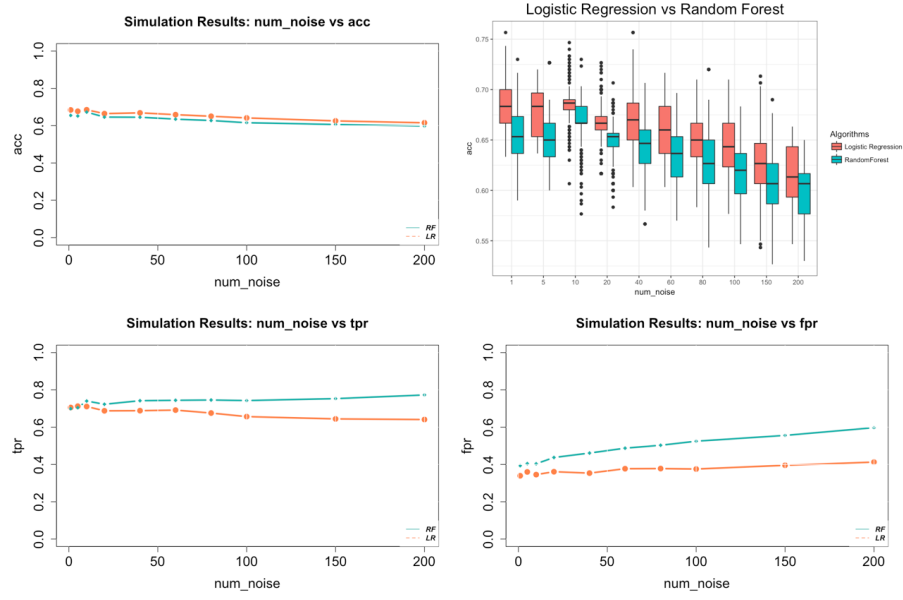 Simulation Results: num_noise vs acc
acc
0.0 0.2 0.4 0.6 0.8 1.0
0 50 100 150 200
num_noise
RF
LR
Logistic Regression vs Random Forest
acc
0.75
0.70
0.65
0.60
0.55
1 5 10 20 40 60 80 100 150 200
num_noise
Algorithms
Logistic Regression
RandomForest
Simulation Results: num_noise vs tpr
tpr
0.0 0.2 0.4 0.6 0.8 1.0
0 50 100 150 200
num_noise
RF
LR
Simulation Results: num_noise vs fpr
fpr
0.0 0.2 0.4 0.6 0.8 1.0
0 50 100 150 200
num_noise
RF
LR